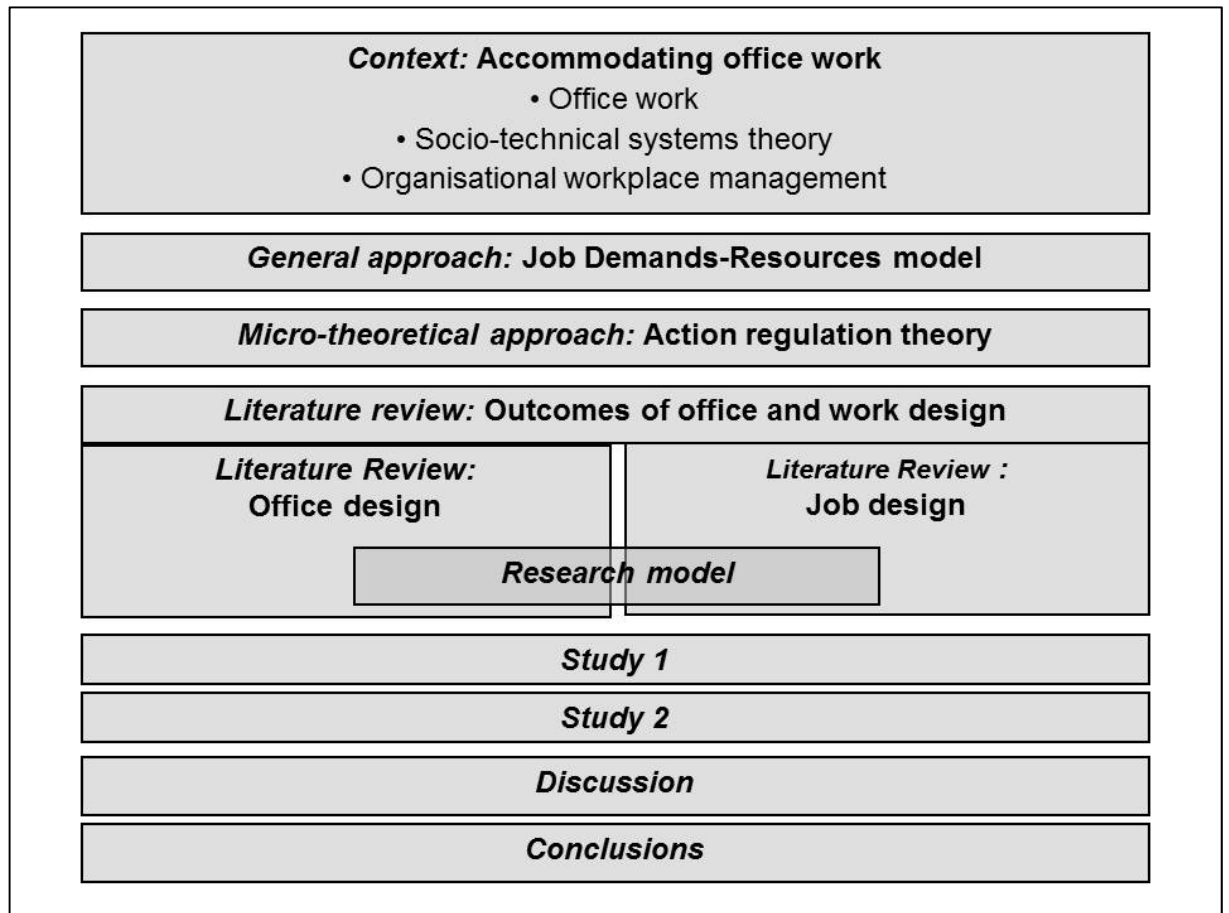 Context: Accommodating office work
• Office work
• Socio-technical systems theory
• Organisational workplace management
General approach: Job Demands-Resources model
Micro-theoretical approach: Action regulation theory
Literature review: Outcomes of office and work design
Literature Review:
Office design
Literature Review :
Job design
Research model
Study 1
Study 2
Discussion
Conclusions